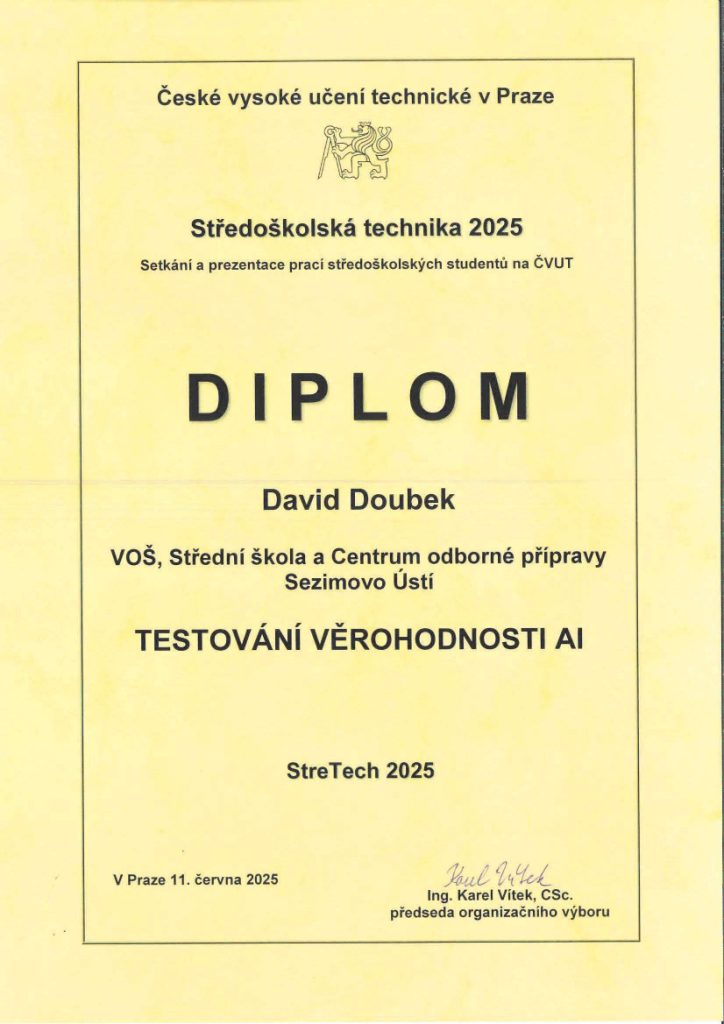 České vysoké učení technické v Praze
Středoškolská technika 2025
Setkání a prezentace prací středoškolských studentů na ČVUT
DIPLOM
David Doubek
VOŠ, Střední škola a Centrum odborné přípravy
Sezimovo Ústí
TESTOVÁNÍ VĚROHODNOSTI AI
StreTech 2025
V Praze 11. června 2025
Karel Vítek
Ing. Karel Vítek, CSc.
předseda organizačního výboru